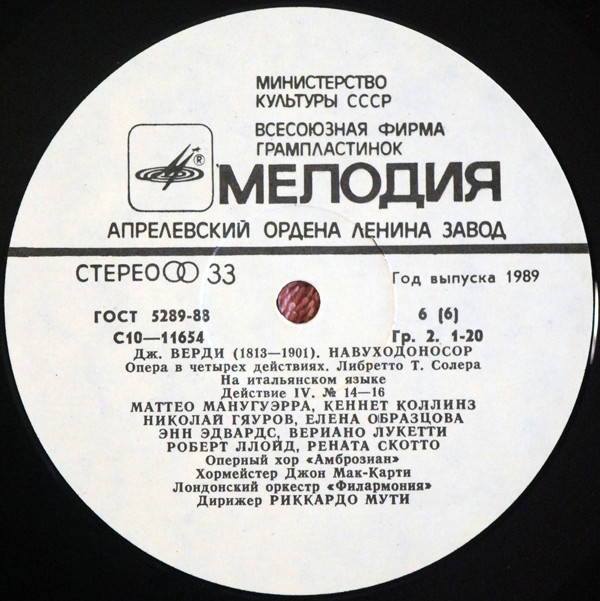 МИНИСТЕРСТВО
КУЛЬТУРЫ СССР
ВСЕСОЮЗНАЯ ФИРМА
ГРАМПЛАСТИНОК
®
МЕЛОДИЯ
АПРЕЛЕВСКИЙ ОРДЕНА ЛЕНИНА ЗАВОД
СТЕРЕО 33
Год выпуска 1989
ГОСТ 5289-88
6 (6)
С10—11654
Гр. 2. 1-20
Дж. ВЕРДИ (1813—1901). НАВУХОДОНОСОР
Опера в четырех действиях. Либретто Т. Солера
На итальянском языке
Действие IV. № 14—16
МАТТЕО МАНУГУЭРРА, КЕННЕТ КОЛЛИНЗ
НИКОЛАЙ ГЯУРОВ, ЕЛЕНА ОБРАЗЦОВА
ЭНН ЭДВАРДС, ВЕРИАНО ЛУКЕТТИ
РОБЕРТ ЛЛОЙД, РЕНАТА СКОТТО
Оперный хор «Амброзиан»
Хормейстер Джон Мак-Карти
Лондонский оркестр «Филармония»
Дирижер РИККАРДО МУТИ